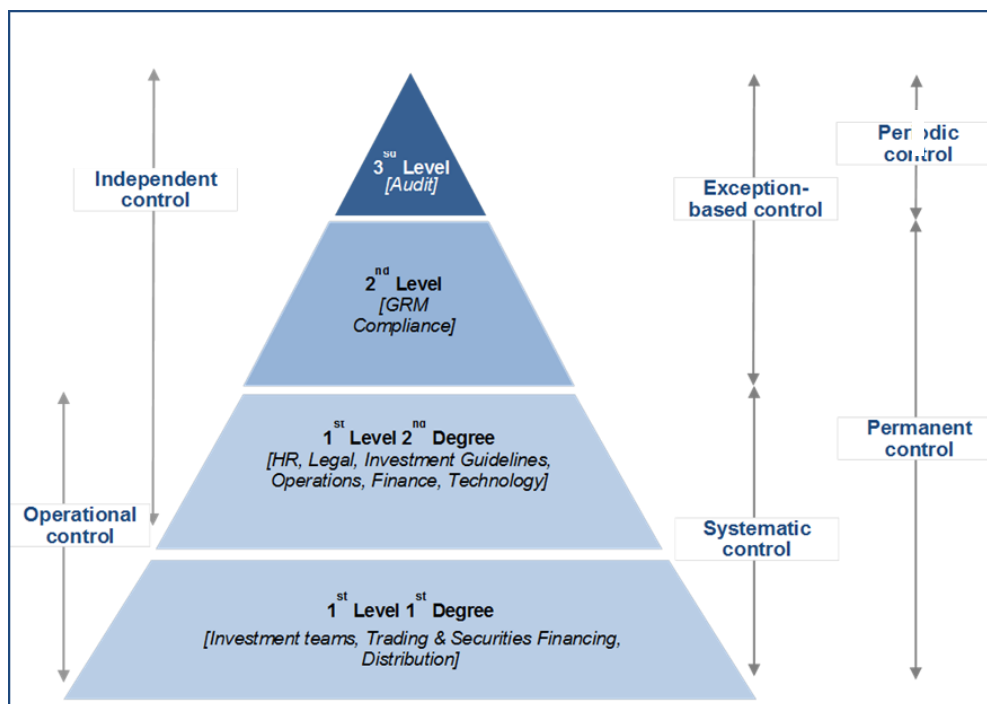 3sd Level
[Audit]
Independent
control
Exception-
based control
Periodic
control
2nd Level
[GRM
Compliance]
1st Level 2nd Degree
[HR, Legal, Investment Guidelines,
Operations, Finance, Technology]
Permanent
control
Operational
control
Systematic
control
1st Level 1st Degree
[Investment teams, Trading & Securities Financing,
Distribution]